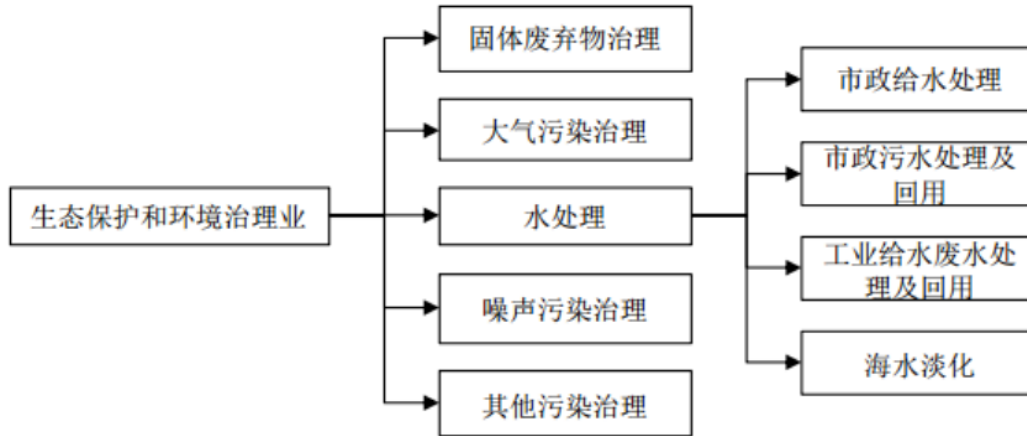 生态保护和环境治理业
固体废弃物治理
大气污染治理
水处理
噪声污染治理
其他污染治理
市政给水处理
市政污水处理及
回用
工业给水废水处
理及回用
海水淡化